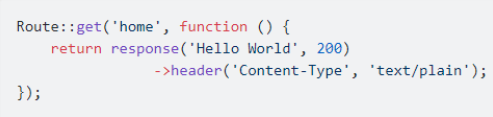 Route::get('home', function () {
    return response('Hello World', 200)
                ->header('Content-Type', 'text/plain');
});